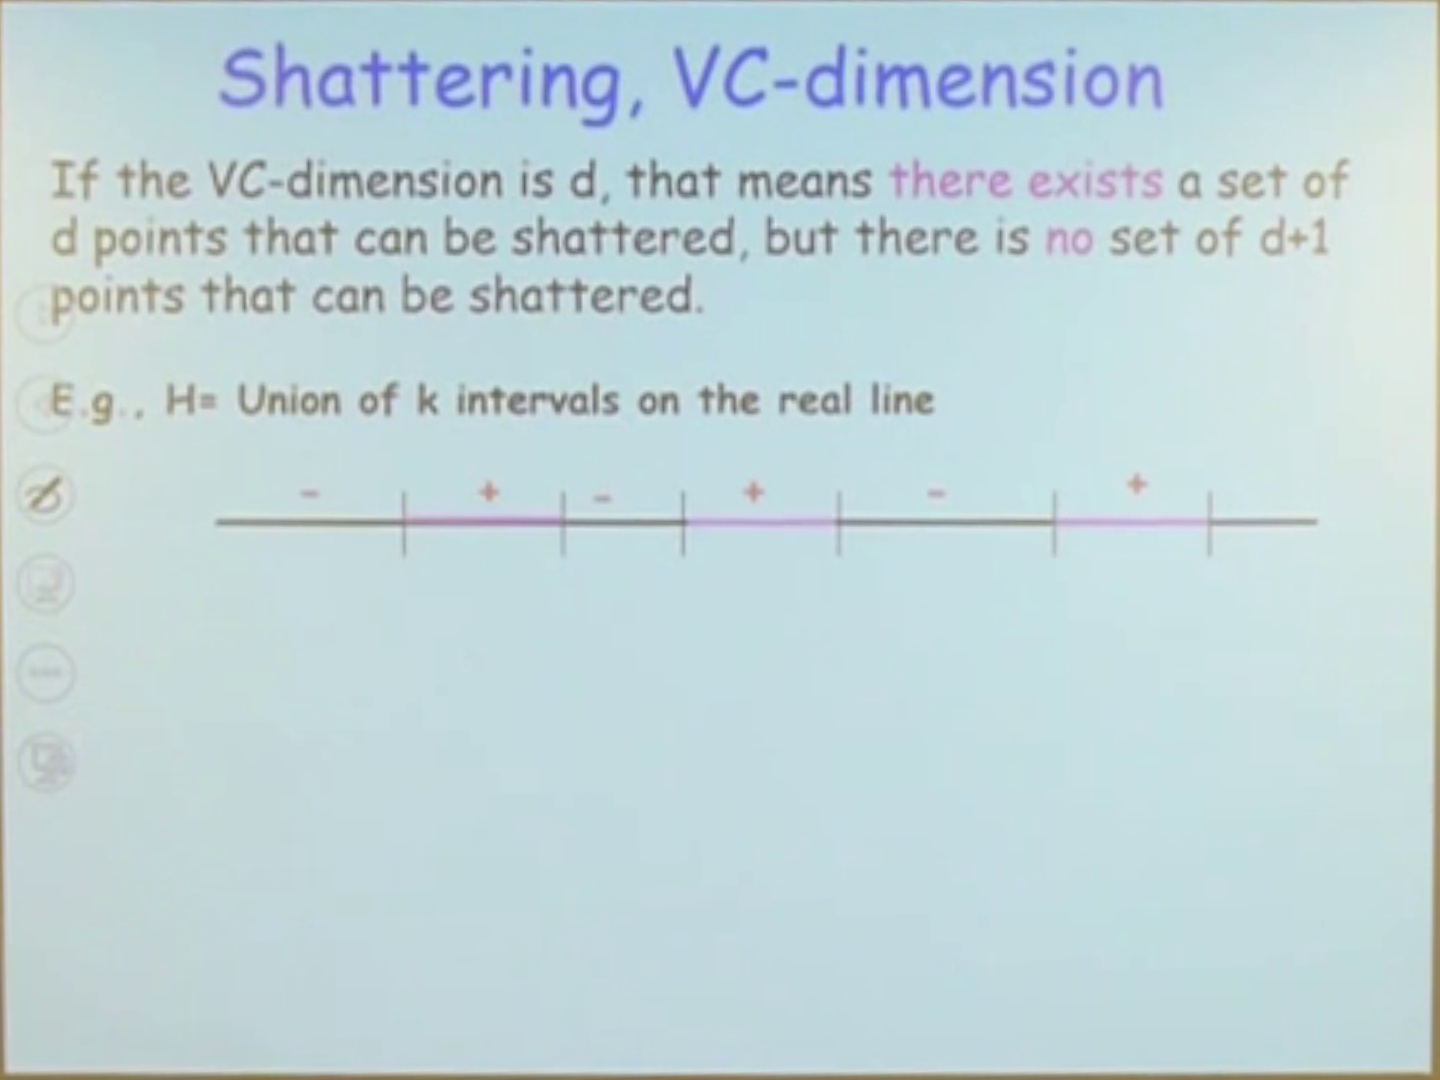 Shattering, VC-dimension
If the VC-dimension is d, that means there exists a set of
d points that can be shattered, but there is no set of d+1
points that can be shattered.
E.g., H= Union of k intervals on the real line
- + - + - +